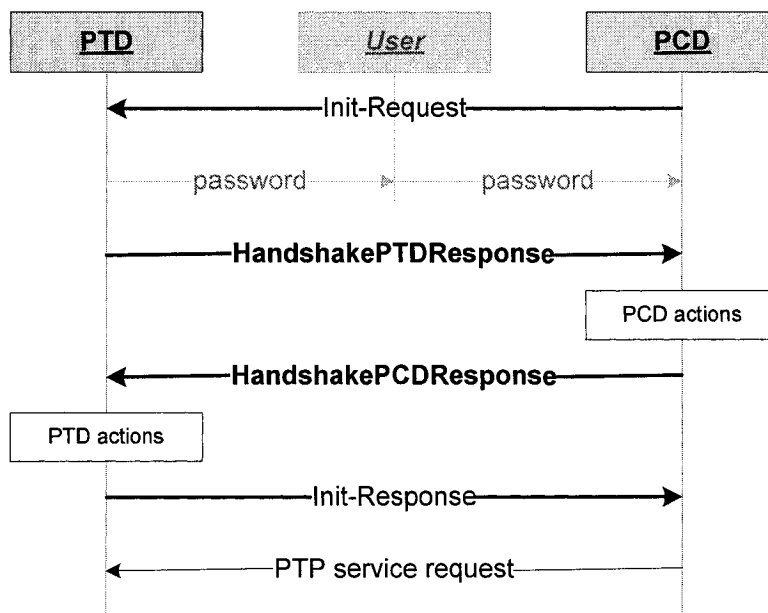 PTD User PCD
Init-Request
password password
HandshakePTDResponse
PCD actions
HandshakePCDResponse
PTD actions
Init-Response
PTP service request